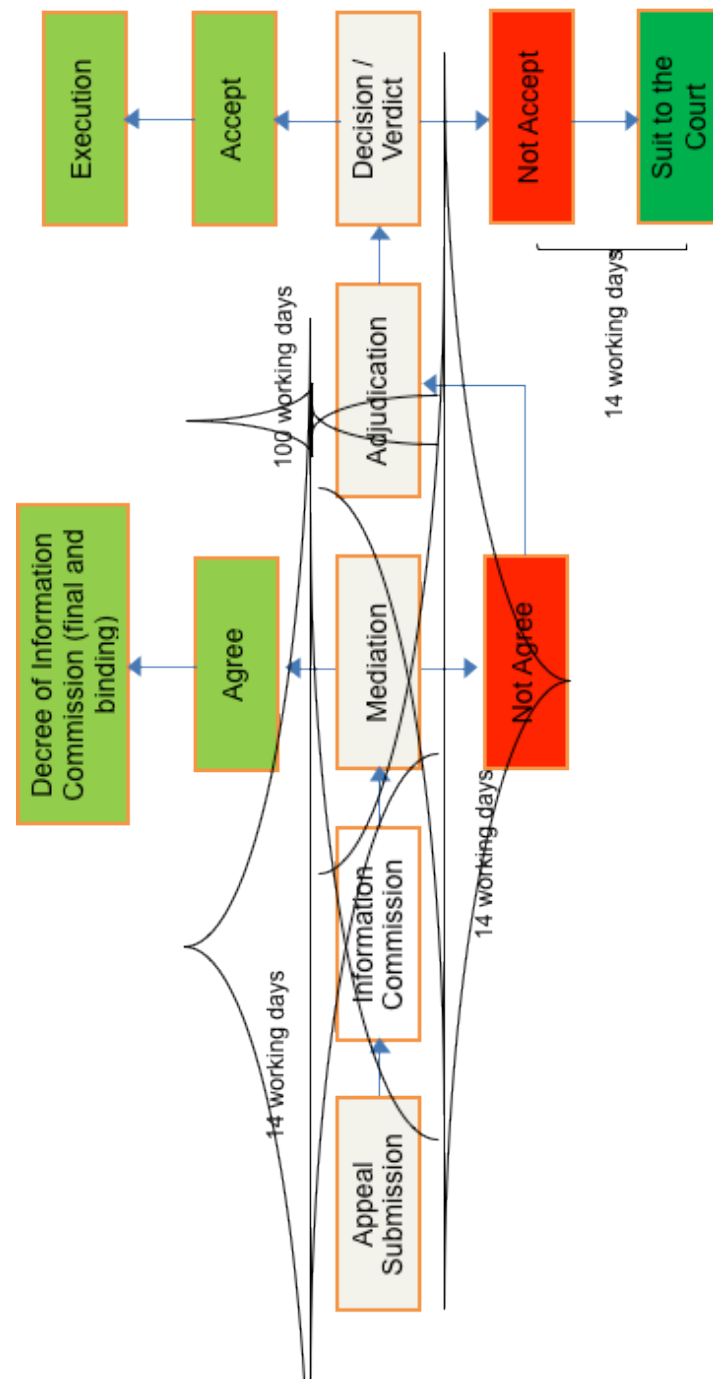 Decree of Information
Commission (final and
binding)
Execution
14 working days
Agree
100 working days
Accept
Appeal
Submission
Information
Commission
Mediation
Adjudication
Decision /
Verdict
14 working days
Not Agree
Not Accept
14 working days
Suit to the
Court